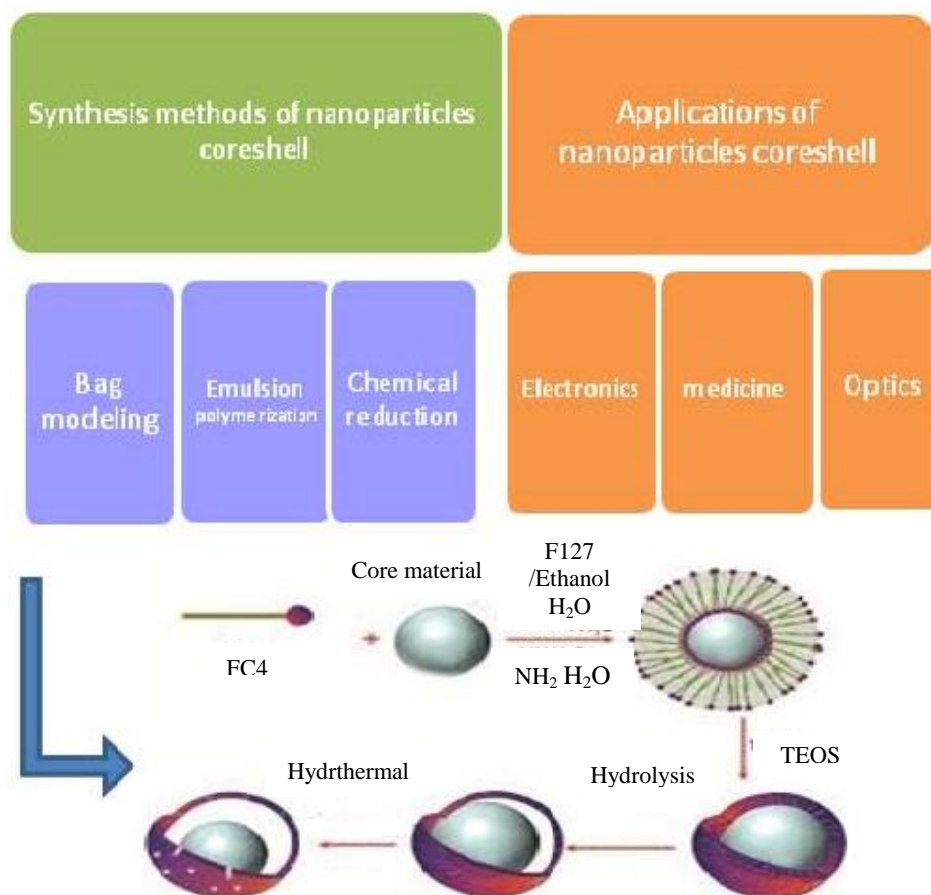 Synthesis methods of nanoparticles
coreshell
Applications of
nanoparticles coreshell
Bag
modeling
Emulsion
polymerization
Chemical
reduction
Electronics
medicine
Optics
Core material
F127
/Ethanol
H₂O
+
FC4
NH₂ H₂O
TEOS
Hydrthermal
Hydrolysis